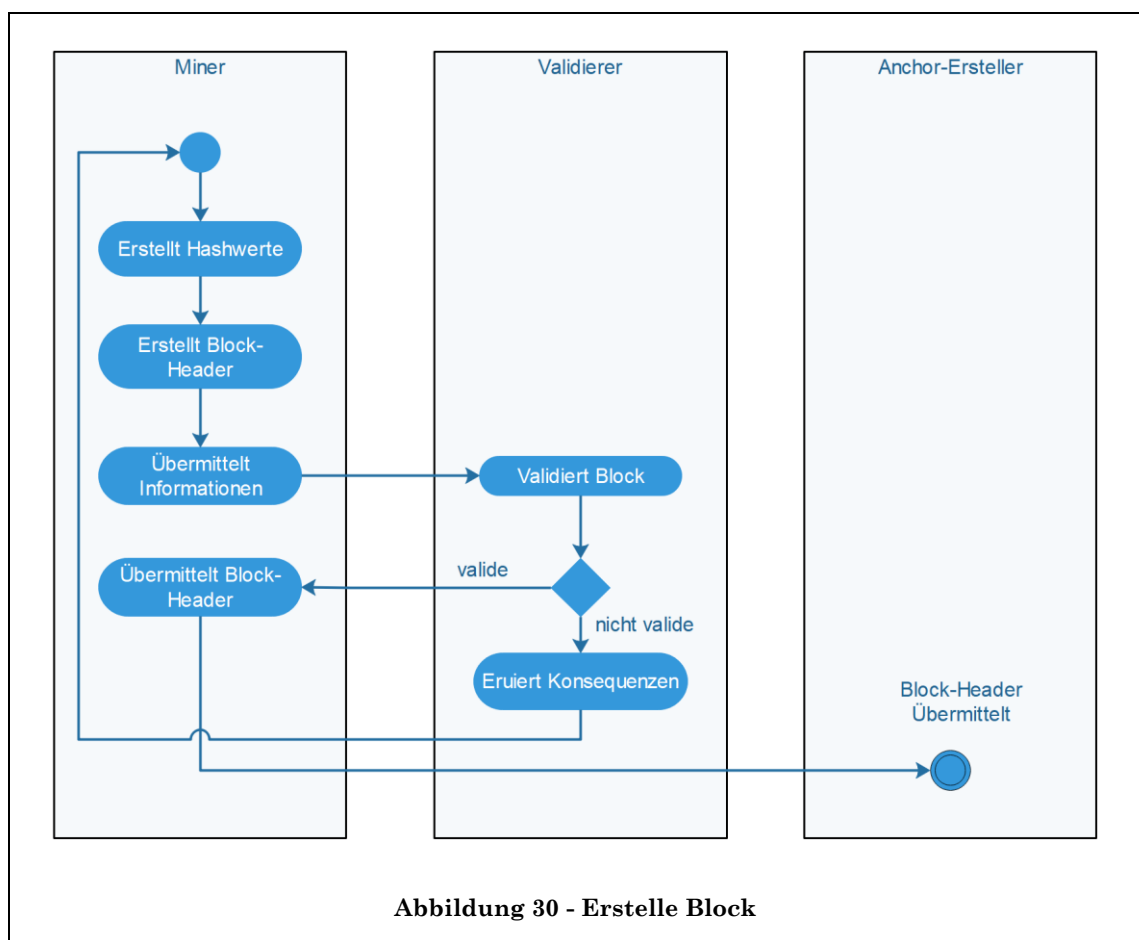 Miner
Validierer
Anchor-Ersteller
Erstellt Hashwerte
Erstellt Block-
Header
Übermittelt
Informationen
Validiert Block
Übermittelt Block-
Header
valide
nicht valide
Eruiert Konsequenzen
Block-Header
Übermittelt
Abbildung 30 - Erstelle Block